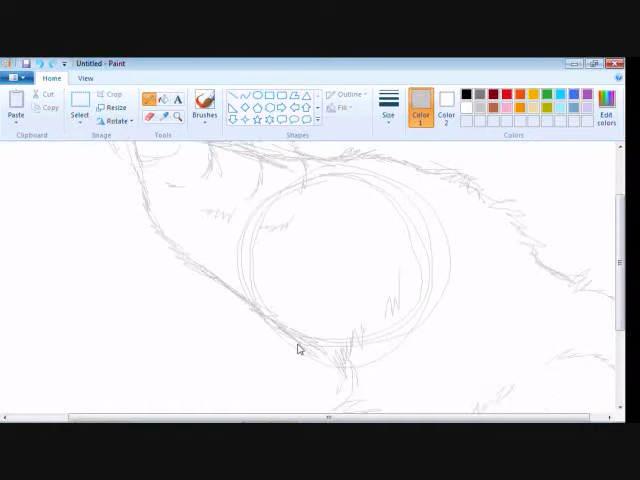 Untitled - Paint
Home View
Paste
Cut
Copy
Clipboard
Select
Crop
Resize
Rotate
Image
A
Tools
Brushes
Shapes
Outline
Fill
Size
Color 1
Color 2
Edit colors
Colors